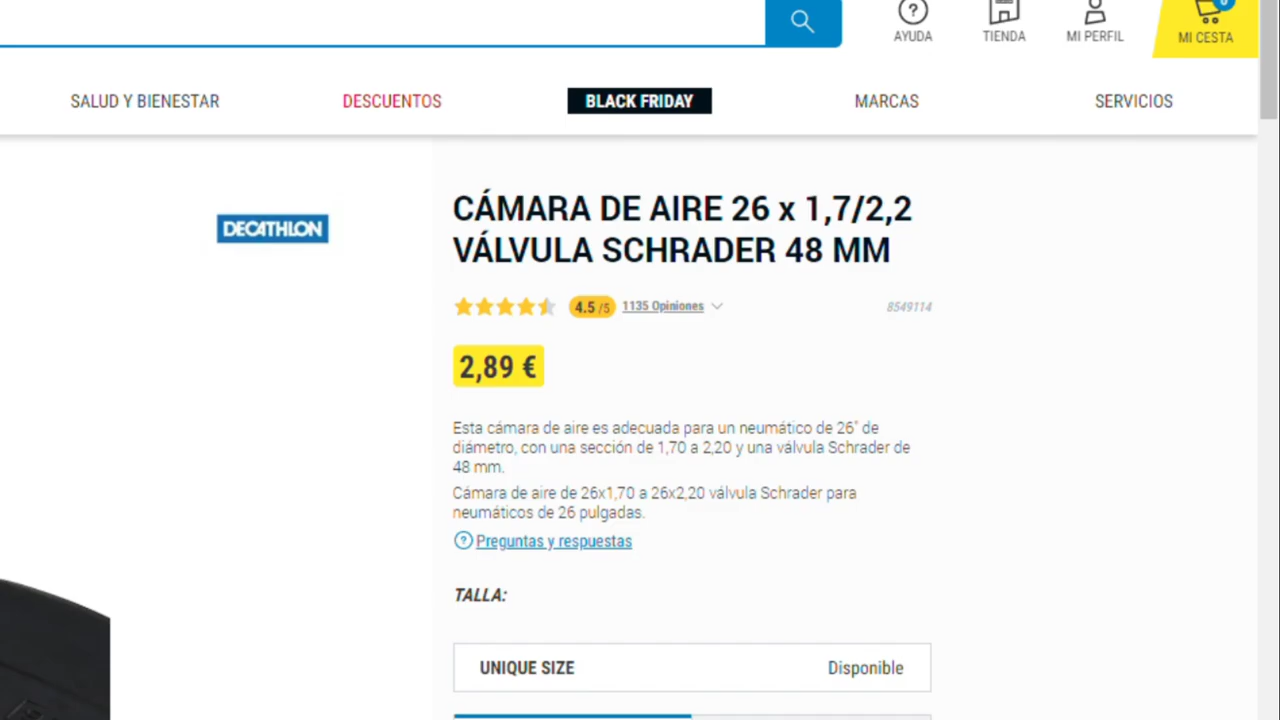 AYUDA
TIENDA
MI PERFIL
0
MI CESTA
SALUD Y BIENESTAR
DESCUENTOS
BLACK FRIDAY
MARCAS
SERVICIOS
DECATHLON
CÁMARA DE AIRE 26 x 1,7/2,2
VÁLVULA SCHRADER 48 MM
4.5 /5
1135 Opiniones
8549114
2,89 €
Esta cámara de aire es adecuada para un neumático de 26" de
diámetro, con una sección de 1,70 a 2,20 y una válvula Schrader de
48 mm.
Cámara de aire de 26x1,70 a 26x2,20 válvula Schrader para
neumáticos de 26 pulgadas.
Preguntas y respuestas
TALLA:
UNIQUE SIZE
Disponible